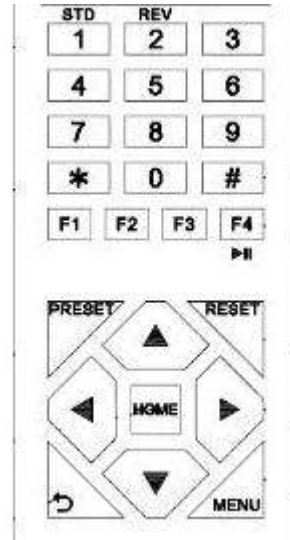 STD REV
1 2 3
4 5 6
7 8 9
* 0 #
F1 F2 F3 F4
PRESET RESET
HOME
MENU